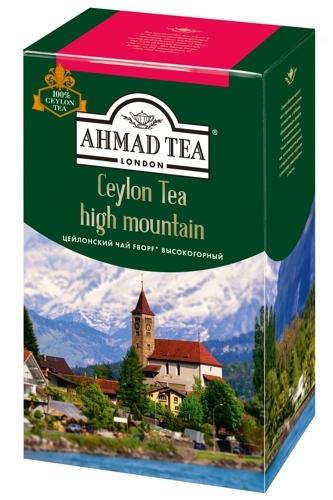 100%
CEYLON
TEA
AHMAD TEA®
LONDON
Ceylon Tea
high mountain
ЦЕЙЛОНСКИЙ ЧАЙ FBOPF* ВЫСОКОГОРНЫЙ